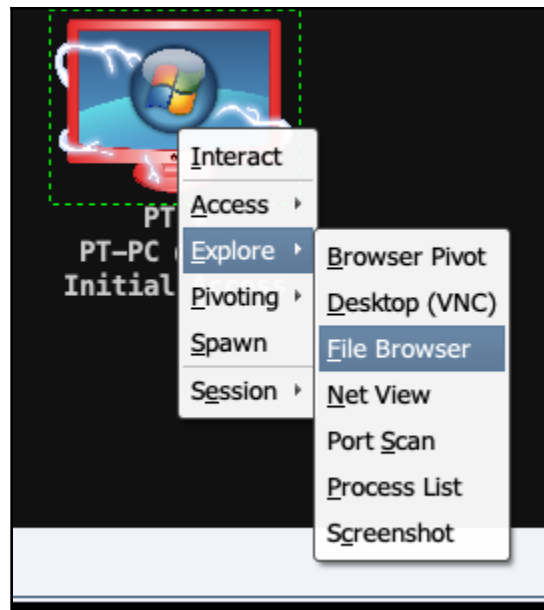 Interact
Access
Explore
Pivoting
Spawn
Session
Browser Pivot
Desktop (VNC)
File Browser
Net View
Port Scan
Process List
Screenshot
PT
PT-PC
Initial